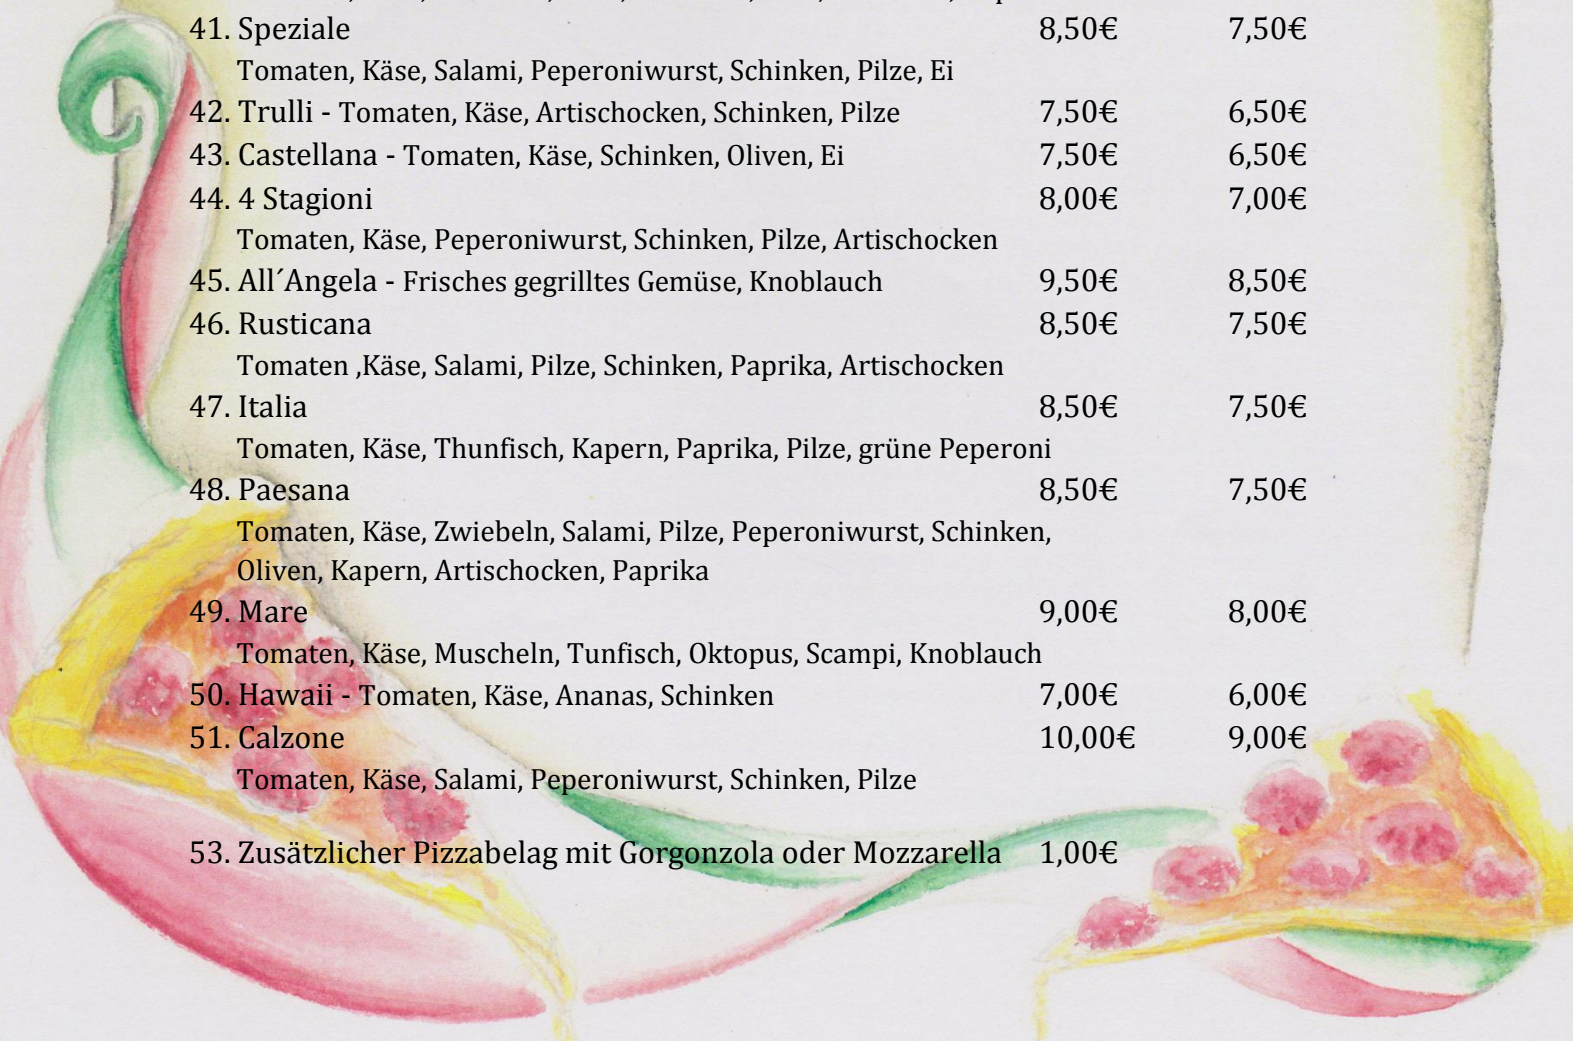 41. Speziale 8,50€ 7,50€
Tomaten, Käse, Salami, Peperoniwurst, Schinken, Pilze, Ei
42. Trulli - Tomaten, Käse, Artischocken, Schinken, Pilze 7,50€ 6,50€
43. Castellana - Tomaten, Käse, Schinken, Oliven, Ei 7,50€ 6,50€
44. 4 Stagioni 8,00€ 7,00€
Tomaten, Käse, Peperoniwurst, Schinken, Pilze, Artischocken
45. All´Angela - Frisches gegrilltes Gemüse, Knoblauch 9,50€ 8,50€
46. Rusticana 8,50€ 7,50€
Tomaten ,Käse, Salami, Pilze, Schinken, Paprika, Artischocken
47. Italia 8,50€ 7,50€
Tomaten, Käse, Thunfisch, Kapern, Paprika, Pilze, grüne Peperoni
48. Paesana 8,50€ 7,50€
Tomaten, Käse, Zwiebeln, Salami, Pilze, Peperoniwurst, Schinken,
Oliven, Kapern, Artischocken, Paprika
49. Mare 9,00€ 8,00€
Tomaten, Käse, Muscheln, Tunfisch, Oktopus, Scampi, Knoblauch
50. Hawaii - Tomaten, Käse, Ananas, Schinken 7,00€ 6,00€
51. Calzone 10,00€ 9,00€
Tomaten, Käse, Salami, Peperoniwurst, Schinken, Pilze
53. Zusätzlicher Pizzabelag mit Gorgonzola oder Mozzarella 1,00€